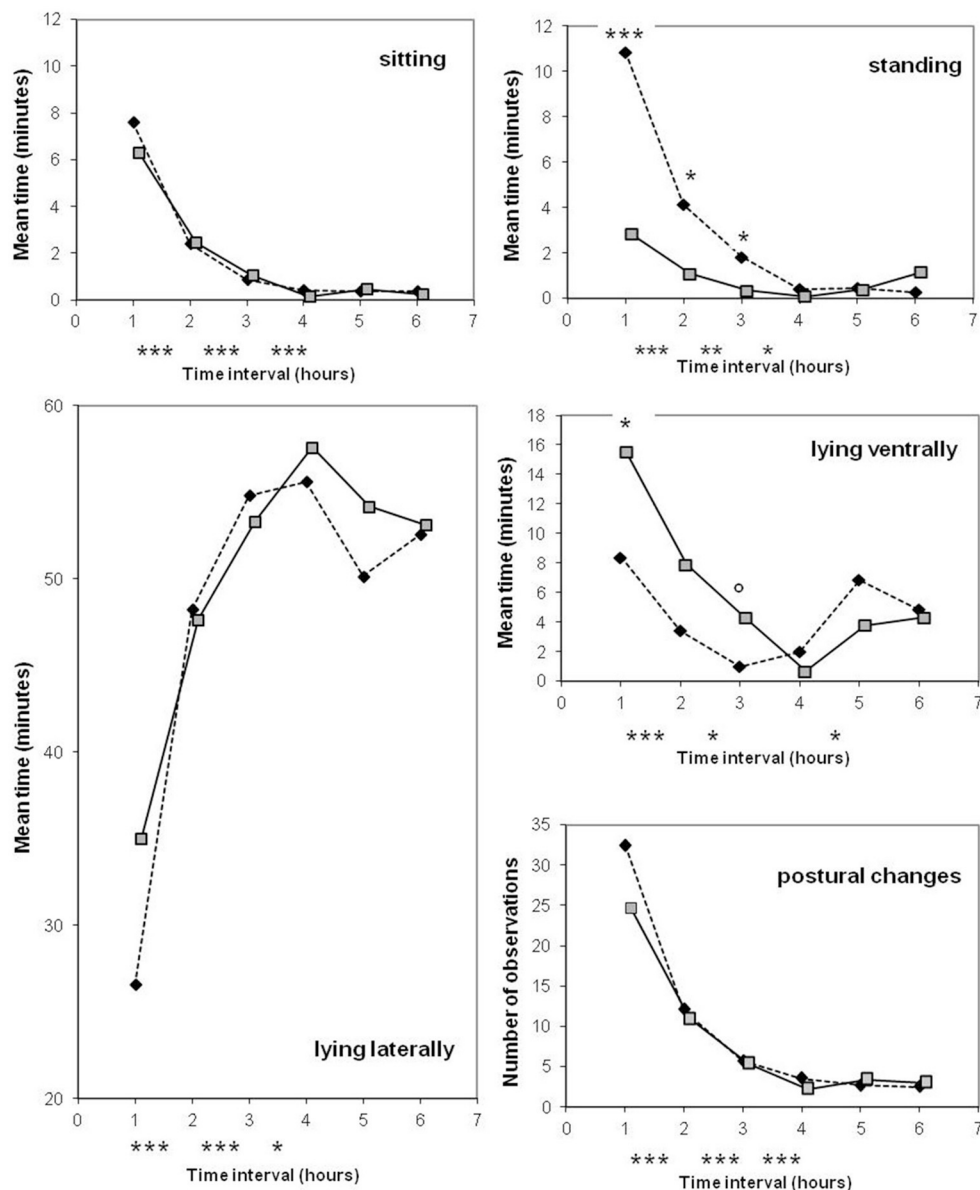 sitting
Mean time (minutes)
12
10
8
6
4
2
0
0 1 2 3 4 5 6 7
*** *** ***
Time interval (hours)
standing
Mean time (minutes)
12
10
8
6
4
2
0
***
*
*
0 1 2 3 4 5 6 7
*** ** *
Time interval (hours)
lying laterally
Mean time (minutes)
60
50
40
30
20
0 1 2 3 4 5 6 7
*** *** *
Time interval (hours)
lying ventrally
Mean time (minutes)
18
16
14
12
10
8
6
4
2
0
*
°
0 1 2 3 4 5 6 7
*** * *
Time interval (hours)
postural changes
Number of observations
35
30
25
20
15
10
5
0
0 1 2 3 4 5 6 7
*** *** ***
Time interval (hours)